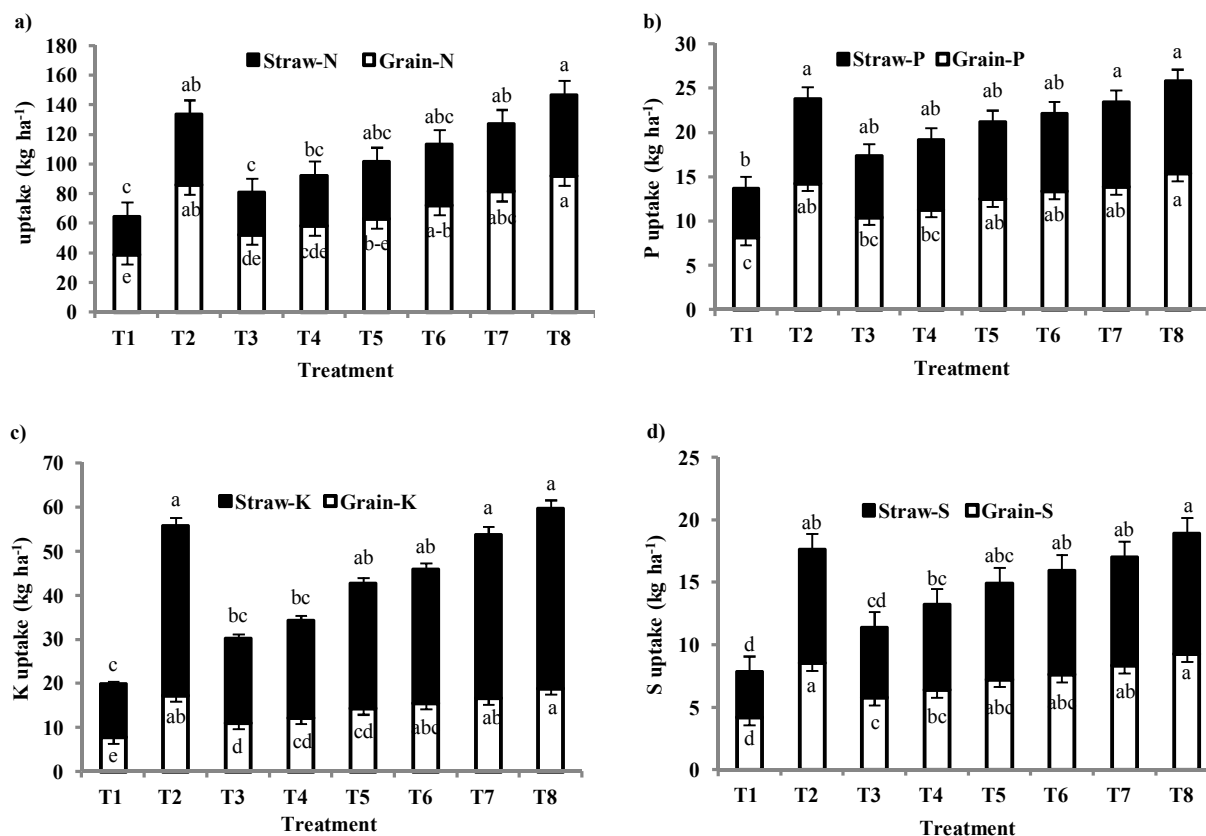 a)
180
160
140
120
100
80
60
40
20
0
uptake (kg ha-1)
Straw-N Grain-N
c ab c bc abc abc ab a
e ab de cde b-e a-b abc a
T1 T2 T3 T4 T5 T6 T7 T8
Treatment
b)
30
25
20
15
10
5
0
P uptake (kg ha-1)
Straw-P Grain-P
b a ab ab ab ab a a
c ab bc bc ab ab ab a
T1 T2 T3 T4 T5 T6 T7 T8
Treatment
c)
70
60
50
40
30
20
10
0
K uptake (kg ha-1)
Straw-K Grain-K
c a bc bc ab ab a a
e ab d cd cd abc ab a
T1 T2 T3 T4 T5 T6 T7 T8
Treatment
d)
25
20
15
10
5
0
S uptake (kg ha-1)
Straw-S Grain-S
d ab cd bc abc ab ab a
d a c bc abc abc ab a
T1 T2 T3 T4 T5 T6 T7 T8
Treatment